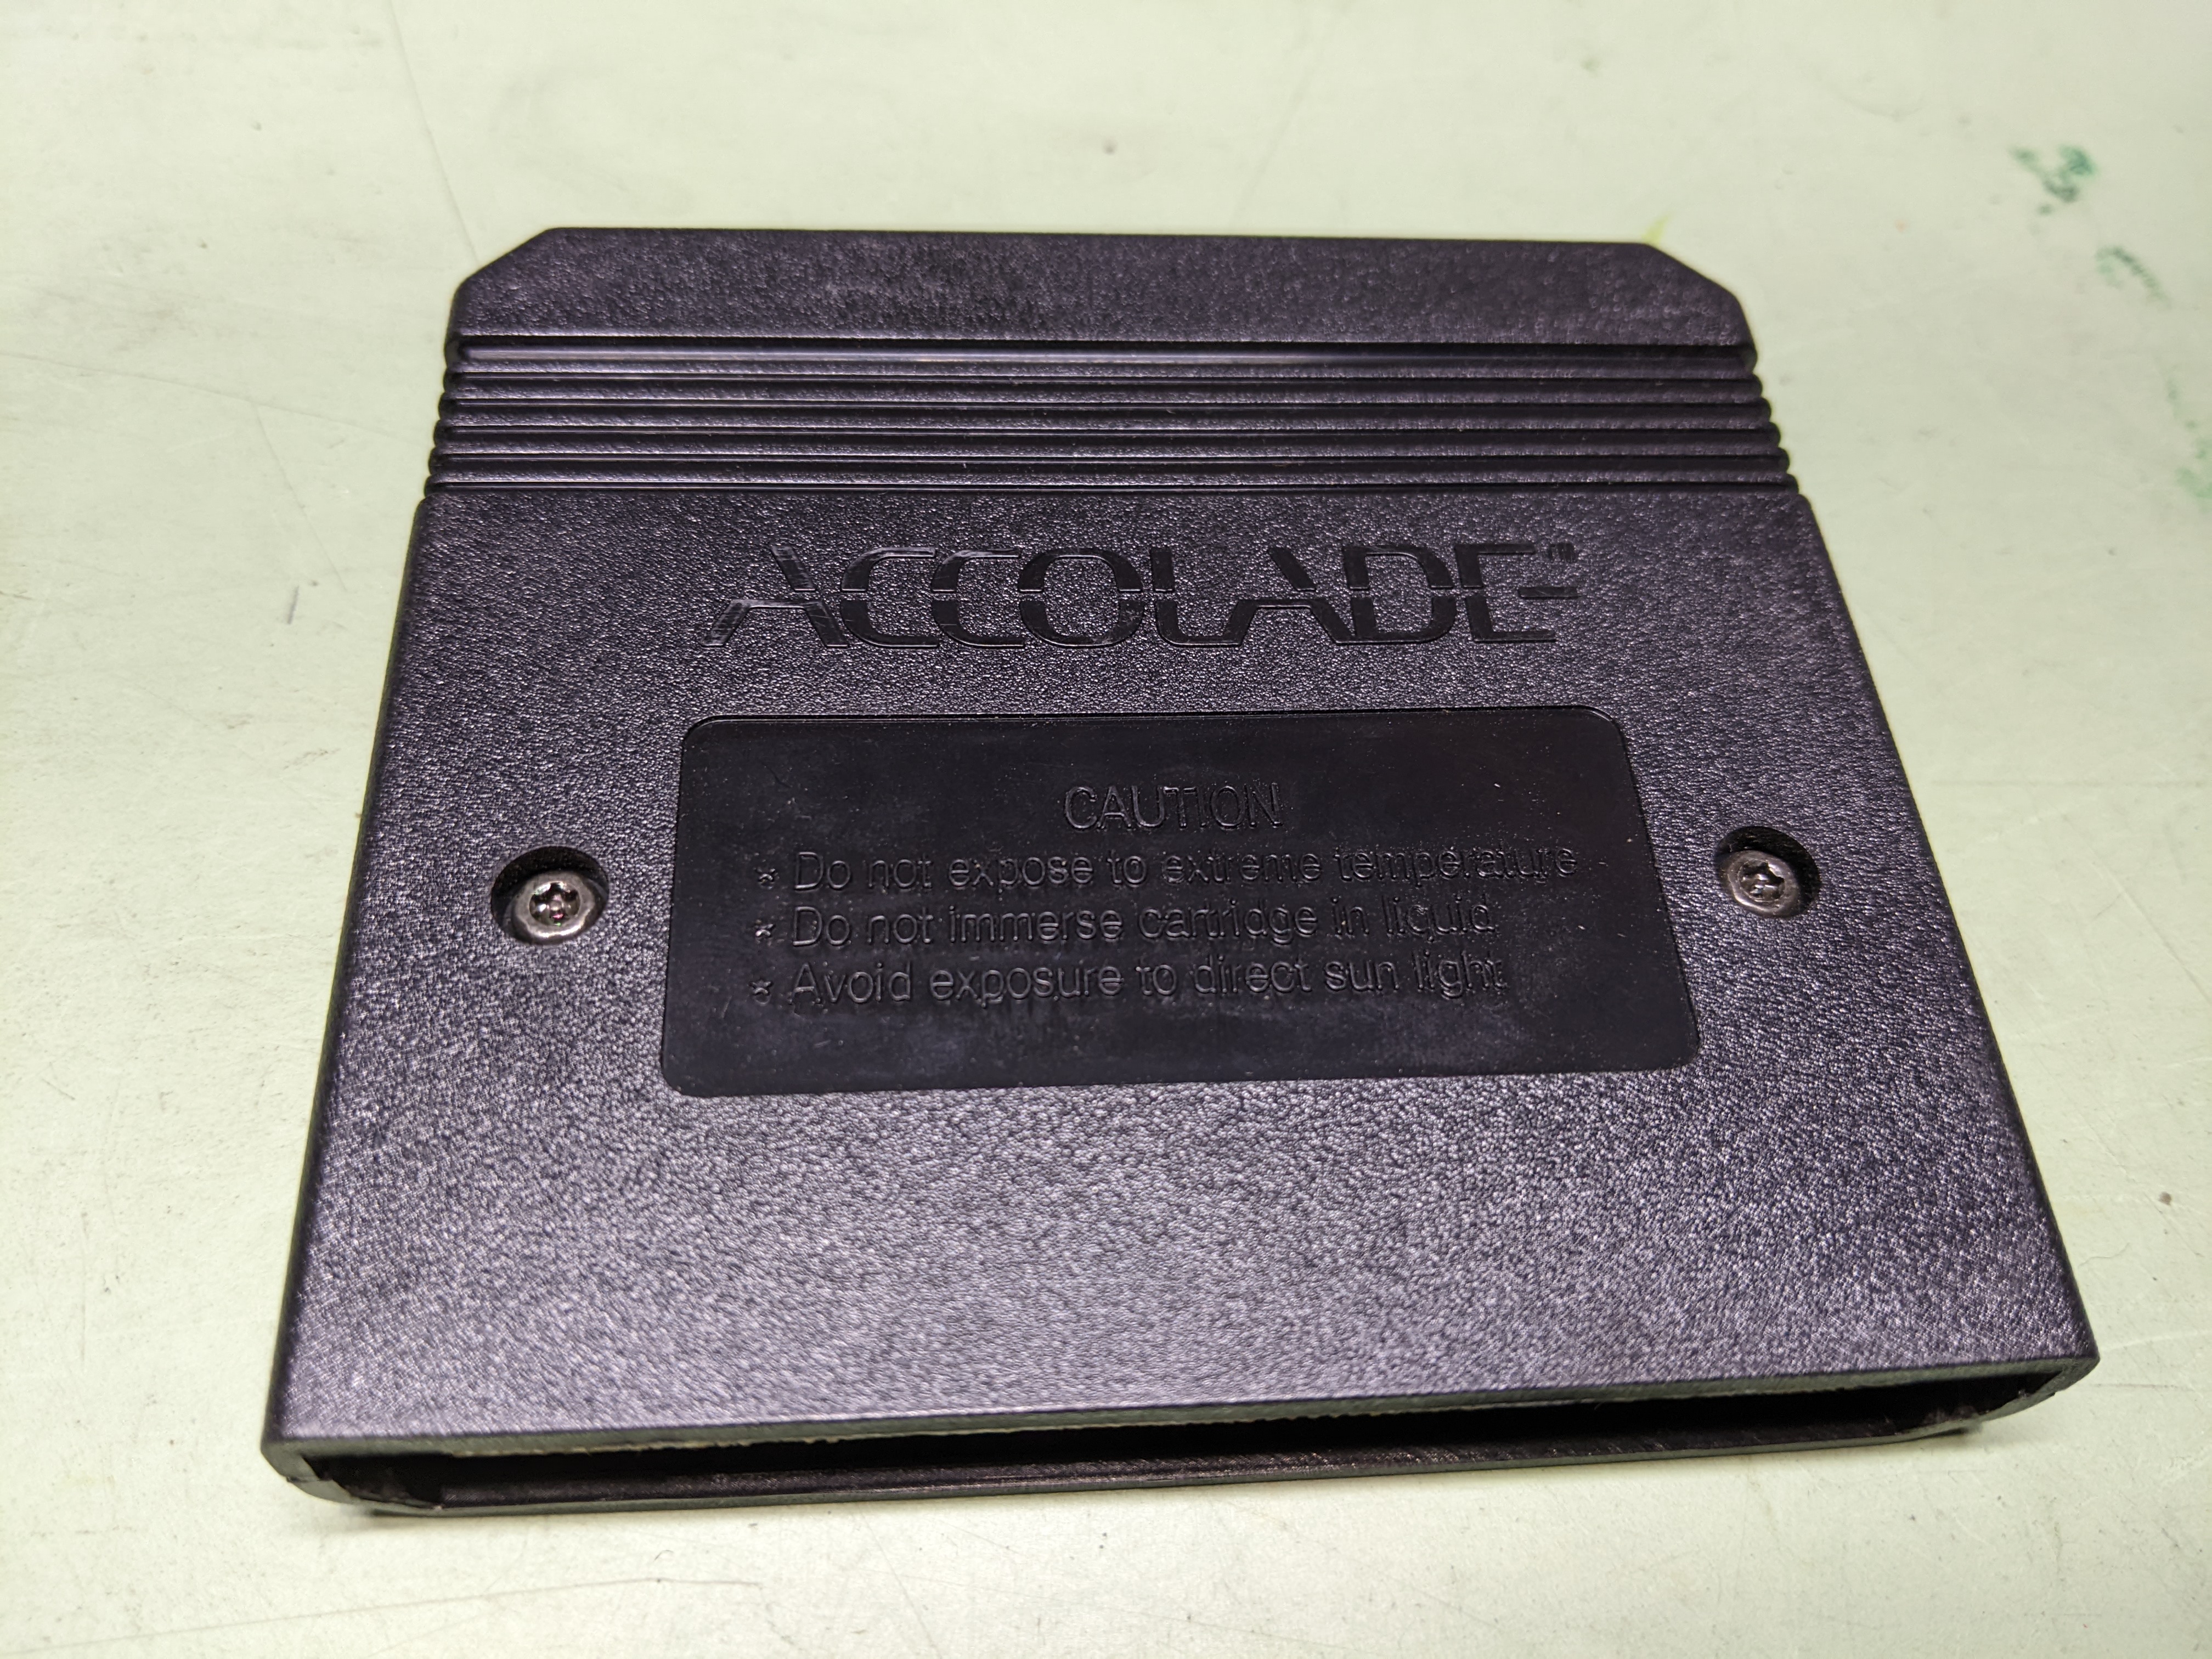 ACCOLADE®
CAUTION
* Do not expose to extreme temperature
* Do not immerse cartridge in liquid
* Avoid exposure to direct sun light